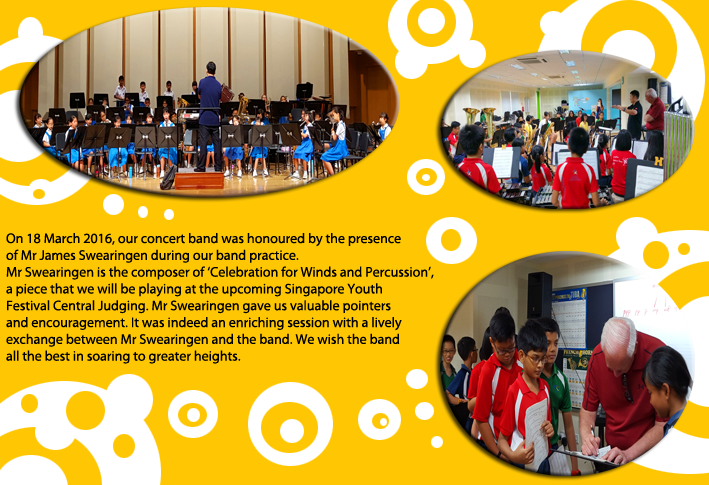 On 18 March 2016, our concert band was honoured by the presence
of Mr James Swearingen during our band practice.
Mr Swearingen is the composer of 'Celebration for Winds and Percussion',
a piece that we will be playing at the upcoming Singapore Youth
Festival Central Judging. Mr Swearingen gave us valuable pointers
and encouragement. It was indeed an enriching session with a lively
exchange between Mr Swearingen and the band. We wish the band
all the best in soaring to greater heights.